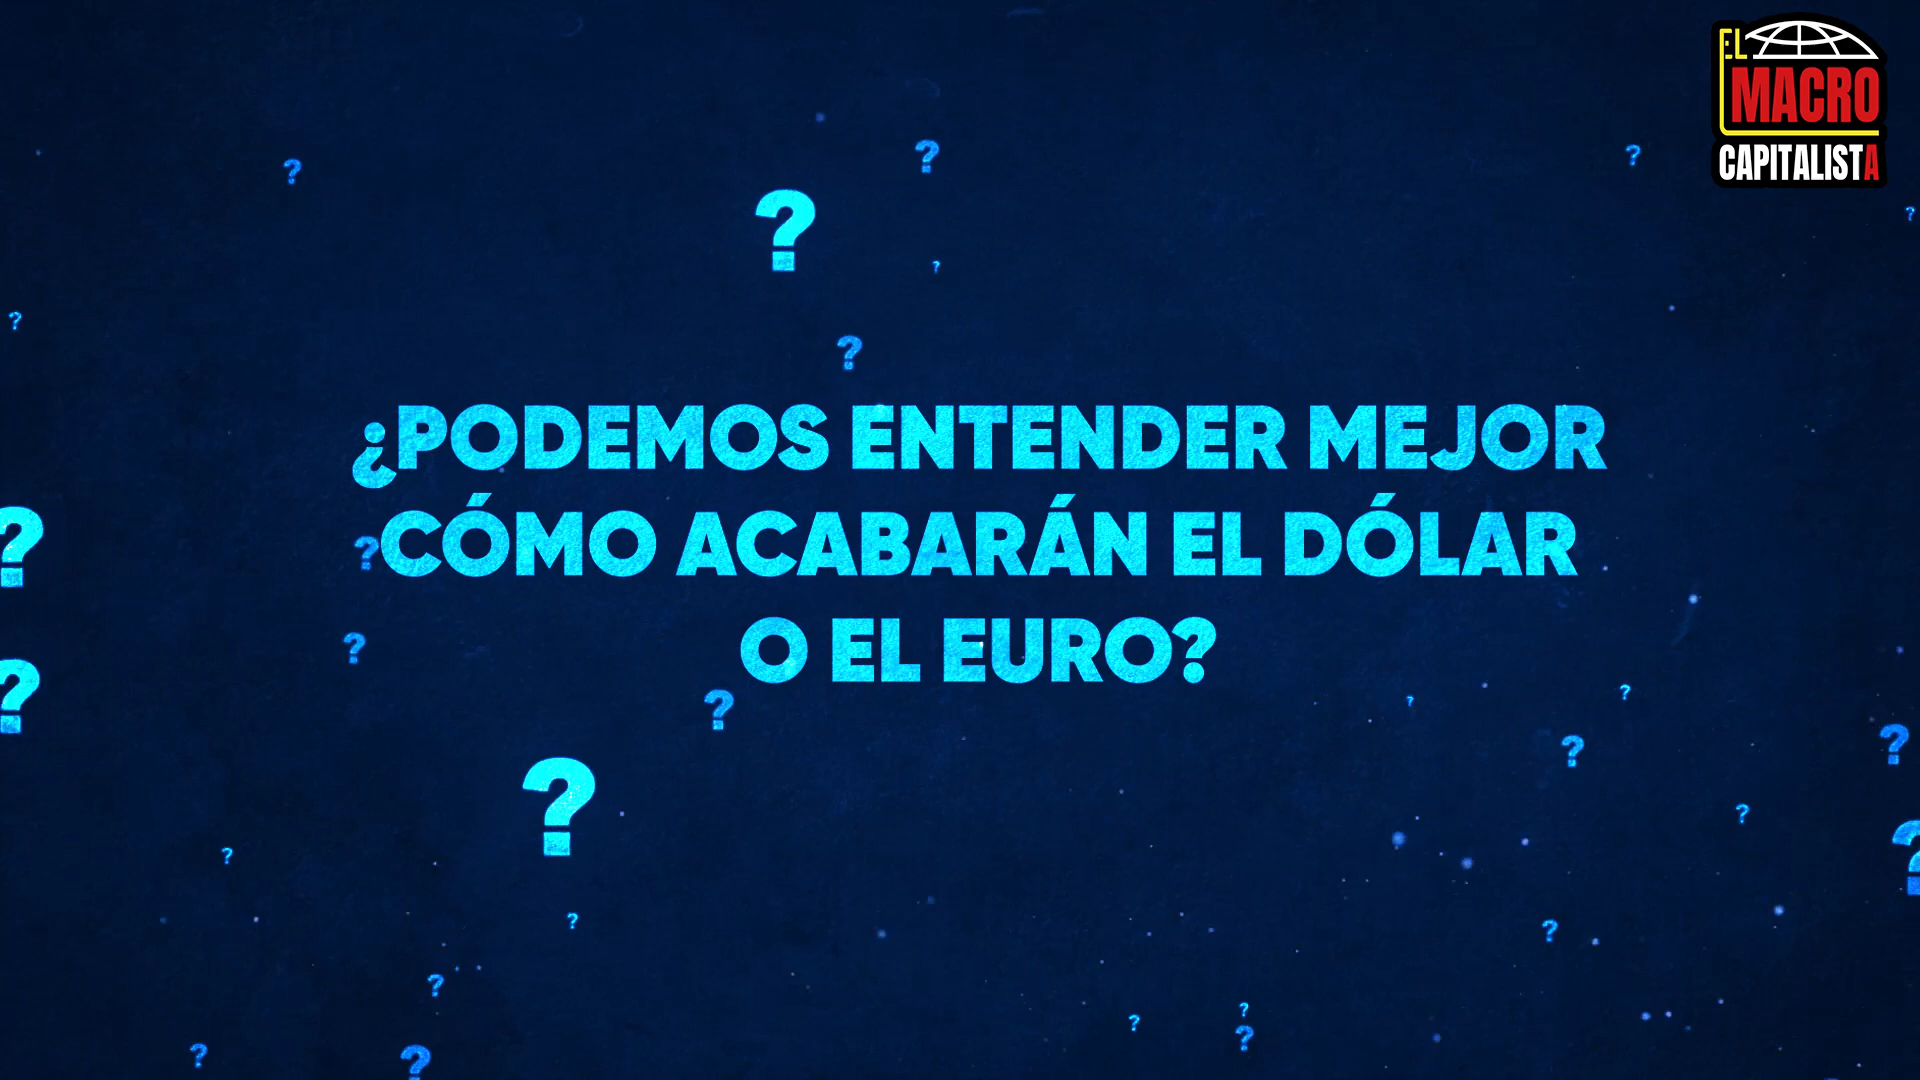 EL
MACRO
CAPITALISTA
¿PODEMOS ENTENDER MEJOR
CÓMO ACABARÁN EL DÓLAR
O EL EURO?